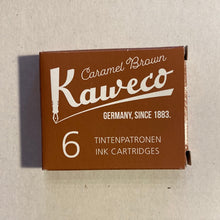 Caramel Brown
Kaweco
GERMANY, SINCE 1883.
6 TINTENPATRONEN
INK CARTRIDGES